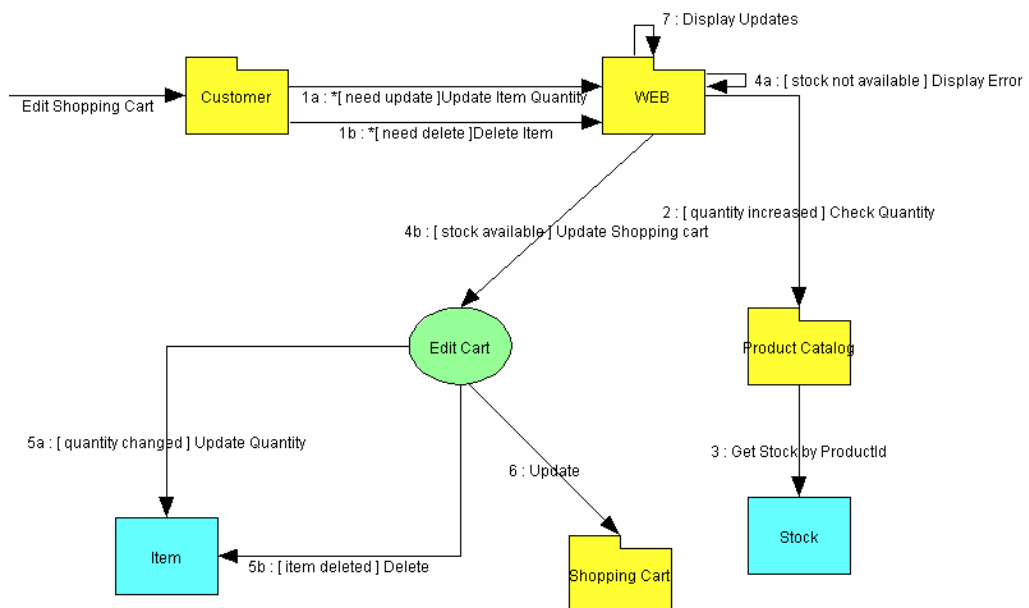 7 : Display Updates
4a : [ stock not available ] Display Error
Edit Shopping Cart
Customer
1a : *[ need update ]Update Item Quantity
WEB
1b : *[ need delete ]Delete Item
2 : [ quantity increased ] Check Quantity
4b : [ stock available ] Update Shopping cart
Edit Cart
Product Catalog
5a : [ quantity changed ] Update Quantity
3 : Get Stock by ProductId
6 : Update
Item
Stock
5b : [ item deleted ] Delete
Shopping Cart